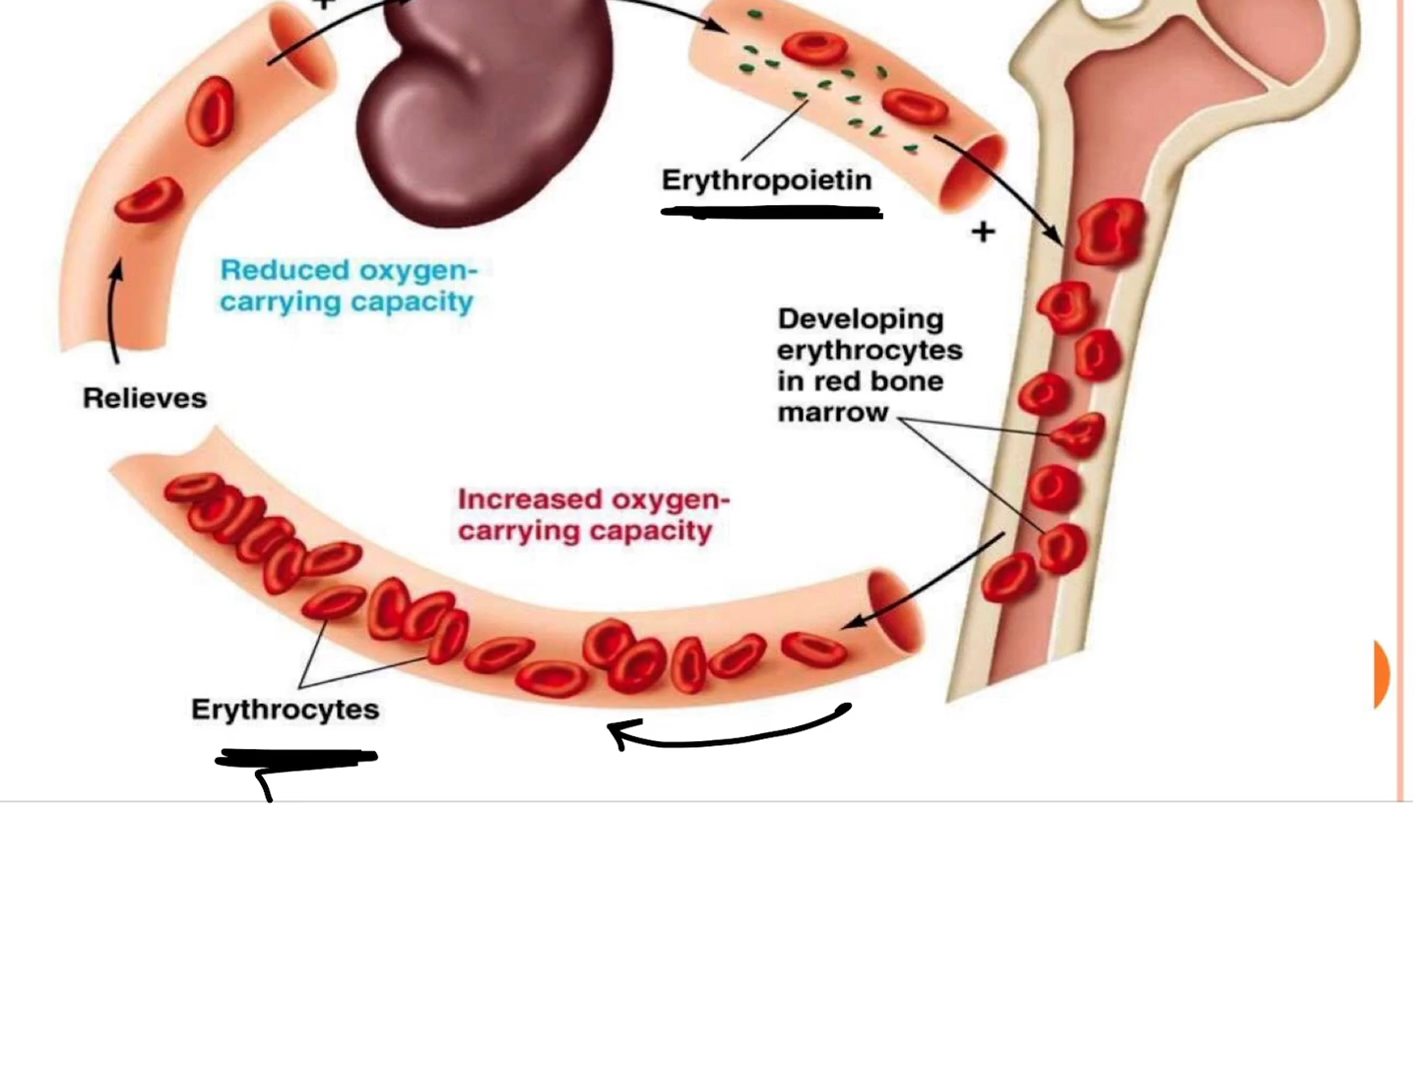 +
Erythropoietin
+
Reduced oxygen-
carrying capacity
Developing
erythrocytes
in red bone
marrow
Relieves
Increased oxygen-
carrying capacity
Erythrocytes